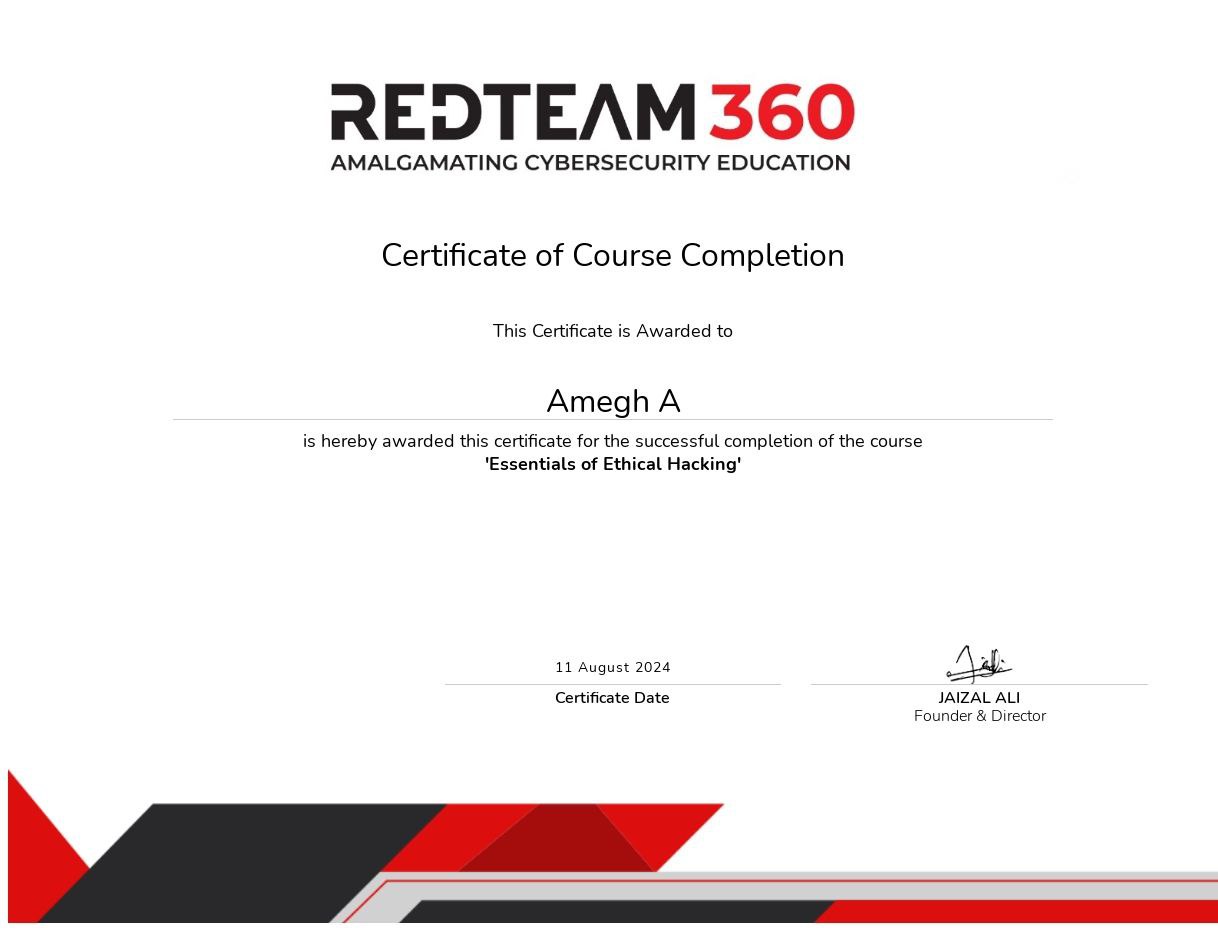 REDTEAM 360
AMALGAMATING CYBERSECURITY EDUCATION
Certificate of Course Completion
This Certificate is Awarded to
Amegh A
is hereby awarded this certificate for the successful completion of the course
'Essentials of Ethical Hacking'
11 August 2024
Certificate Date
JAIZAL ALI
Founder & Director